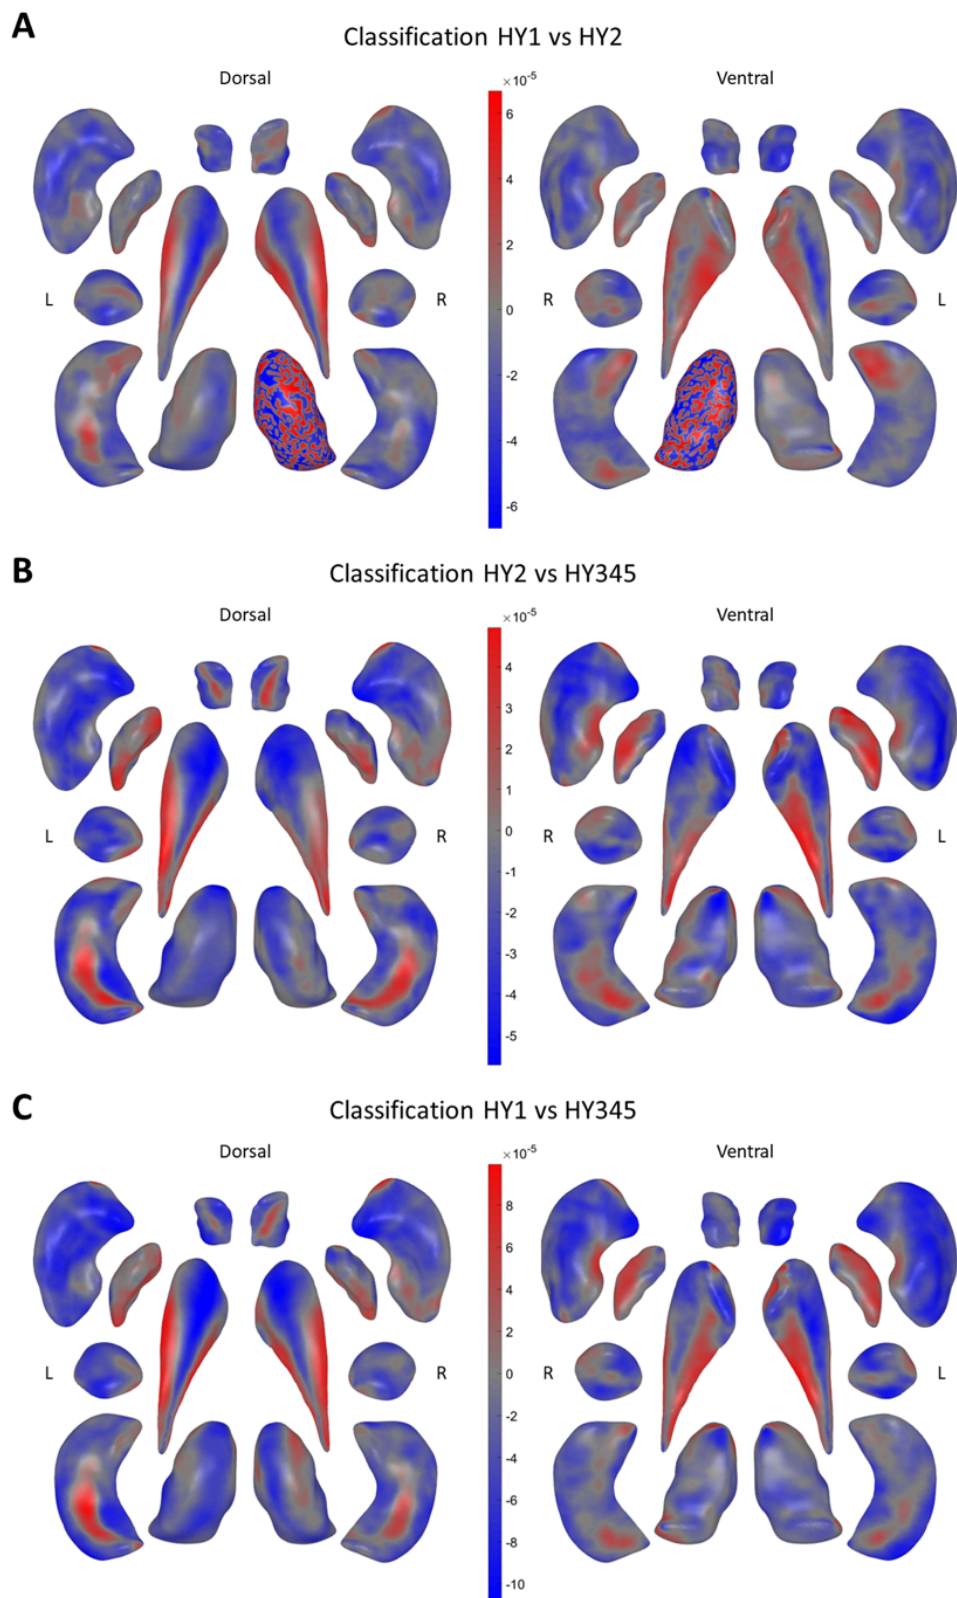 A
Classification HY1 vs HY2
Dorsal
Ventral
×10-5
6
4
2
0
-2
-4
-6
L
R
R
L
B
Classification HY2 vs HY345
Dorsal
Ventral
×10-5
4
3
2
1
0
-1
-2
-3
-4
-5
L
R
R
L
C
Classification HY1 vs HY345
Dorsal
Ventral
×10-5
8
6
4
2
0
-2
-4
-6
-8
-10
L
R
R
L